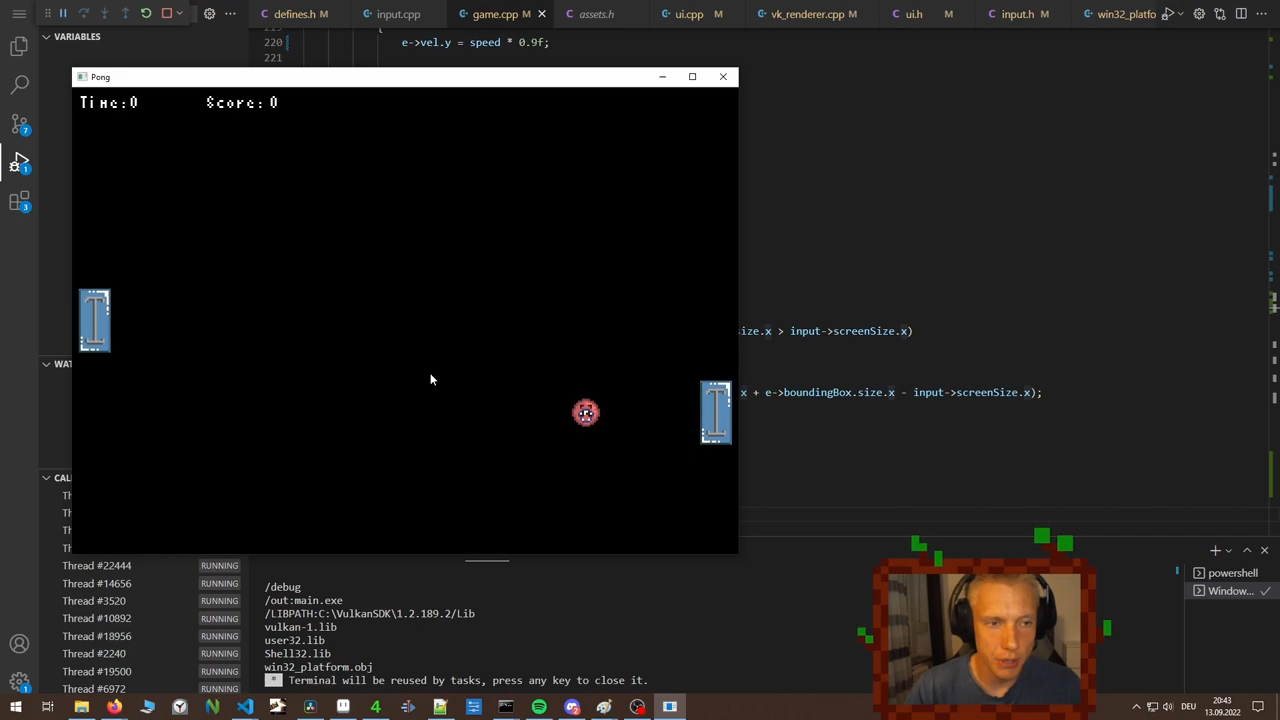 defines.h
input.cpp
game.cpp
assets.h
ui.cpp
vk_renderer.cpp
ui.h
input.h
win32_platfo
VARIABLES
220
e->vel.y = speed * 0.9f;
221
Pong
Time:0 Score:0
size.x > input->screenSize.x)
WAT
x + e->boundingBox.size.x - input->screenSize.x);
CAL
Thread #22444 RUNNING
Thread #14656 RUNNING
Thread #3520 RUNNING
Thread #10892 RUNNING
Thread #18956 RUNNING
Thread #2240 RUNNING
Thread #19500 RUNNING
Thread #6972 RUNNING
/debug
/out:main.exe
/LIBPATH:C:\VulkanSDK\1.2.189.2/Lib
vulkan-1.lib
user32.lib
Shell32.lib
win32_platform.obj
* Terminal will be reused by tasks, press any key to close it.
powershell
Window...
7
1
3
1
DEU
20:43
13.09.2022